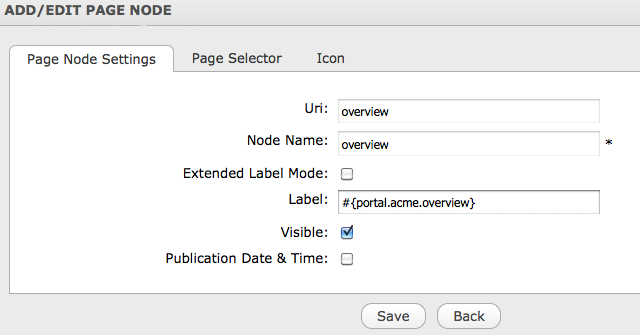 ADD/EDIT PAGE NODE
Page Node Settings Page Selector Icon
Uri: overview
Node Name: overview *
Extended Label Mode:
Label: #{portal.acme.overview}
Visible:
Publication Date & Time:
Save Back